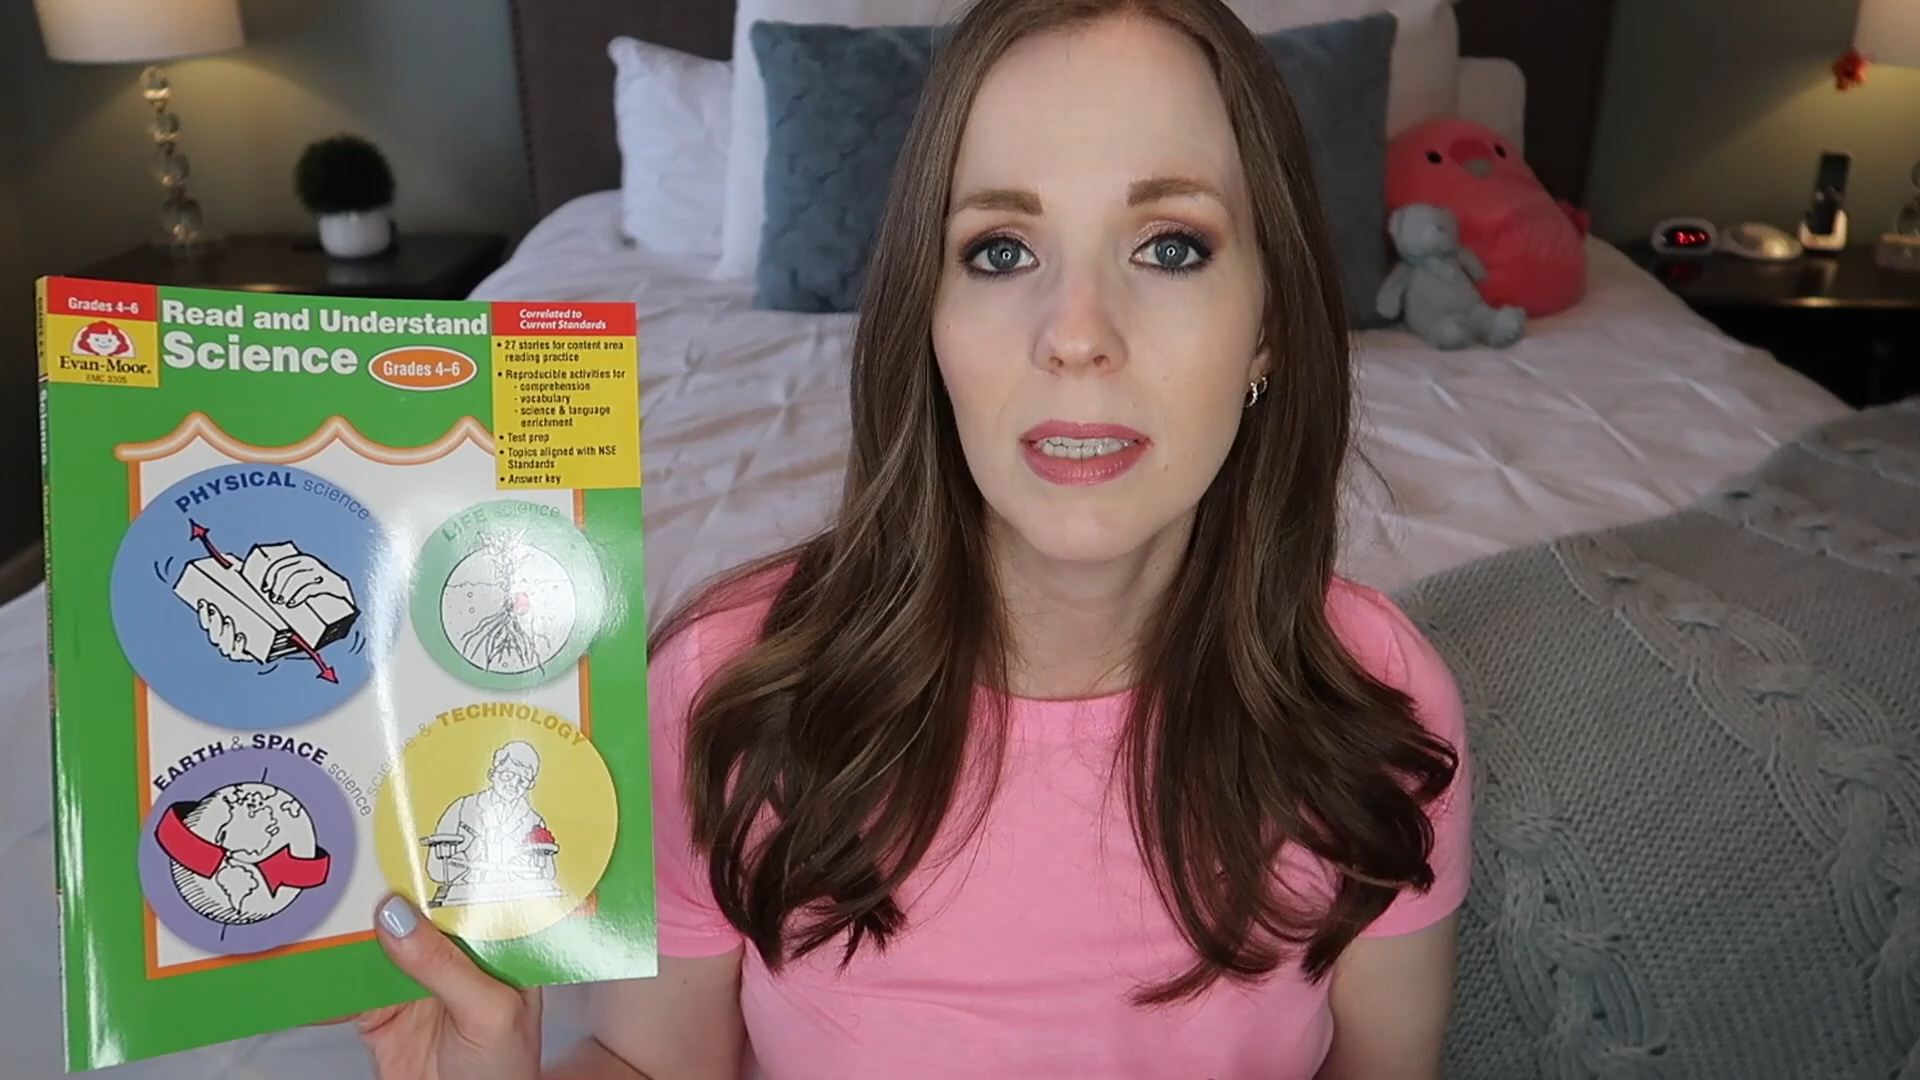 Grades 4–6
Evan-Moor®
EMC 3305
Read and Understand
Science
Grades 4–6
Correlated to
Current Standards
• 27 stories for content area
reading practice
• Reproducible activities for
- comprehension
- vocabulary
- science & language
enrichment
• Test prep
• Topics aligned with NSE
Standards
• Answer key
PHYSICAL science
LIFE science
EARTH & SPACE science
science & TECHNOLOGY